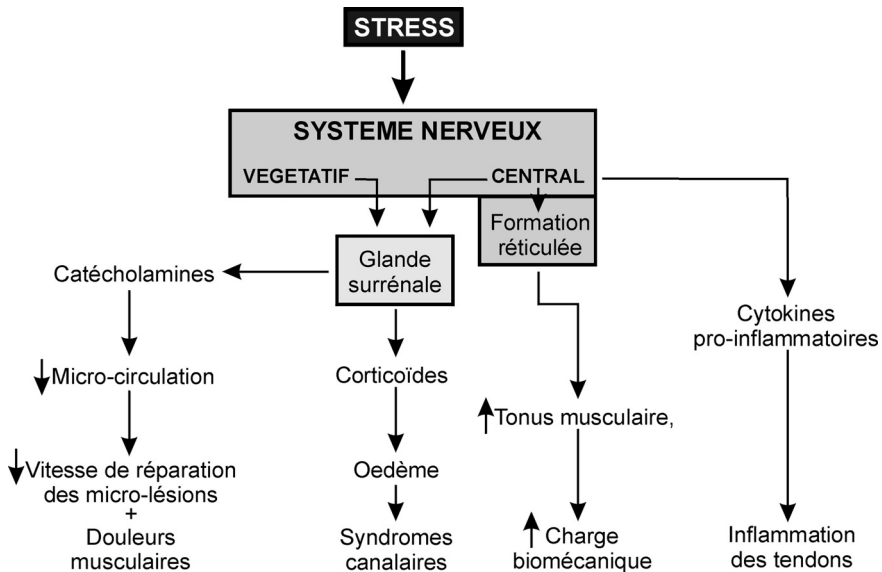 STRESS
SYSTEME NERVEUX
VEGETATIF
CENTRAL
Formation
réticulée
Glande
surrénale
Catécholamines
Cytokines
pro-inflammatoires
Micro-circulation
Corticoïdes
Tonus musculaire,
Vitesse de réparation
des micro-lésions
+
Douleurs
musculaires
Oedème
Syndromes
canalaires
Charge
biomécanique
Inflammation
des tendons